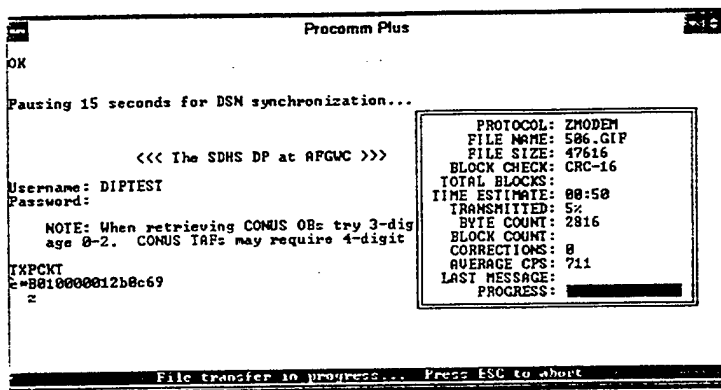 Procomm Plus
OK
Pausing 15 seconds for DSN synchronization...
<<< The SDHS DP at AFGWC >>>
Username: DIPTEST
Password:
NOTE: When retrieving CONUS OBs try 3-dig
age 0-2. CONUS TAFs may require 4-digit
TXPCKT
B010000012b8c69
z
PROTOCOL: ZMODEM
FILE NAME: 506.GIF
FILE SIZE: 47616
BLOCK CHECK: CRC-16
TOTAL BLOCKS:
TIME ESTIMATE: 00:50
TRANSMITTED: 5%
BYTE COUNT: 2816
BLOCK COUNT:
CORRECTIONS: 0
AVERAGE CPS: 711
LAST MESSAGE:
PROGRESS:
File transfer in progress... Press ESC to abort